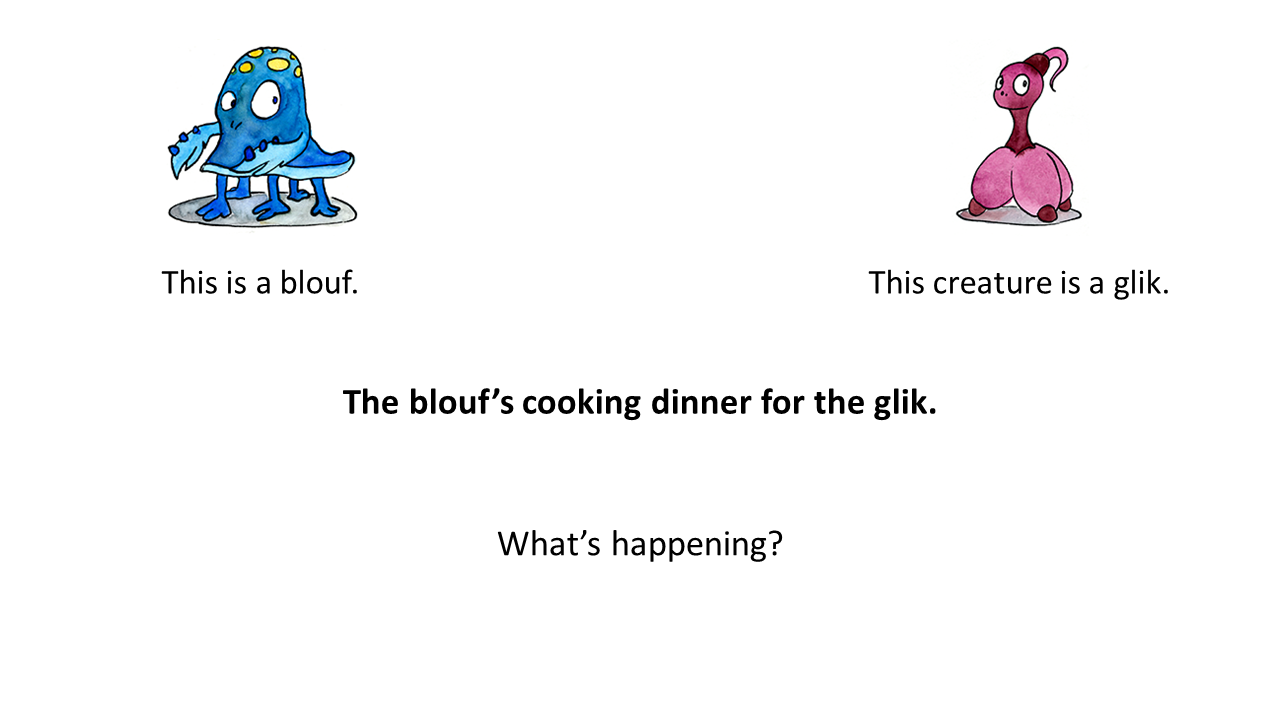 This is a blouf.
This creature is a glik.
The blouf’s cooking dinner for the glik.
What’s happening?